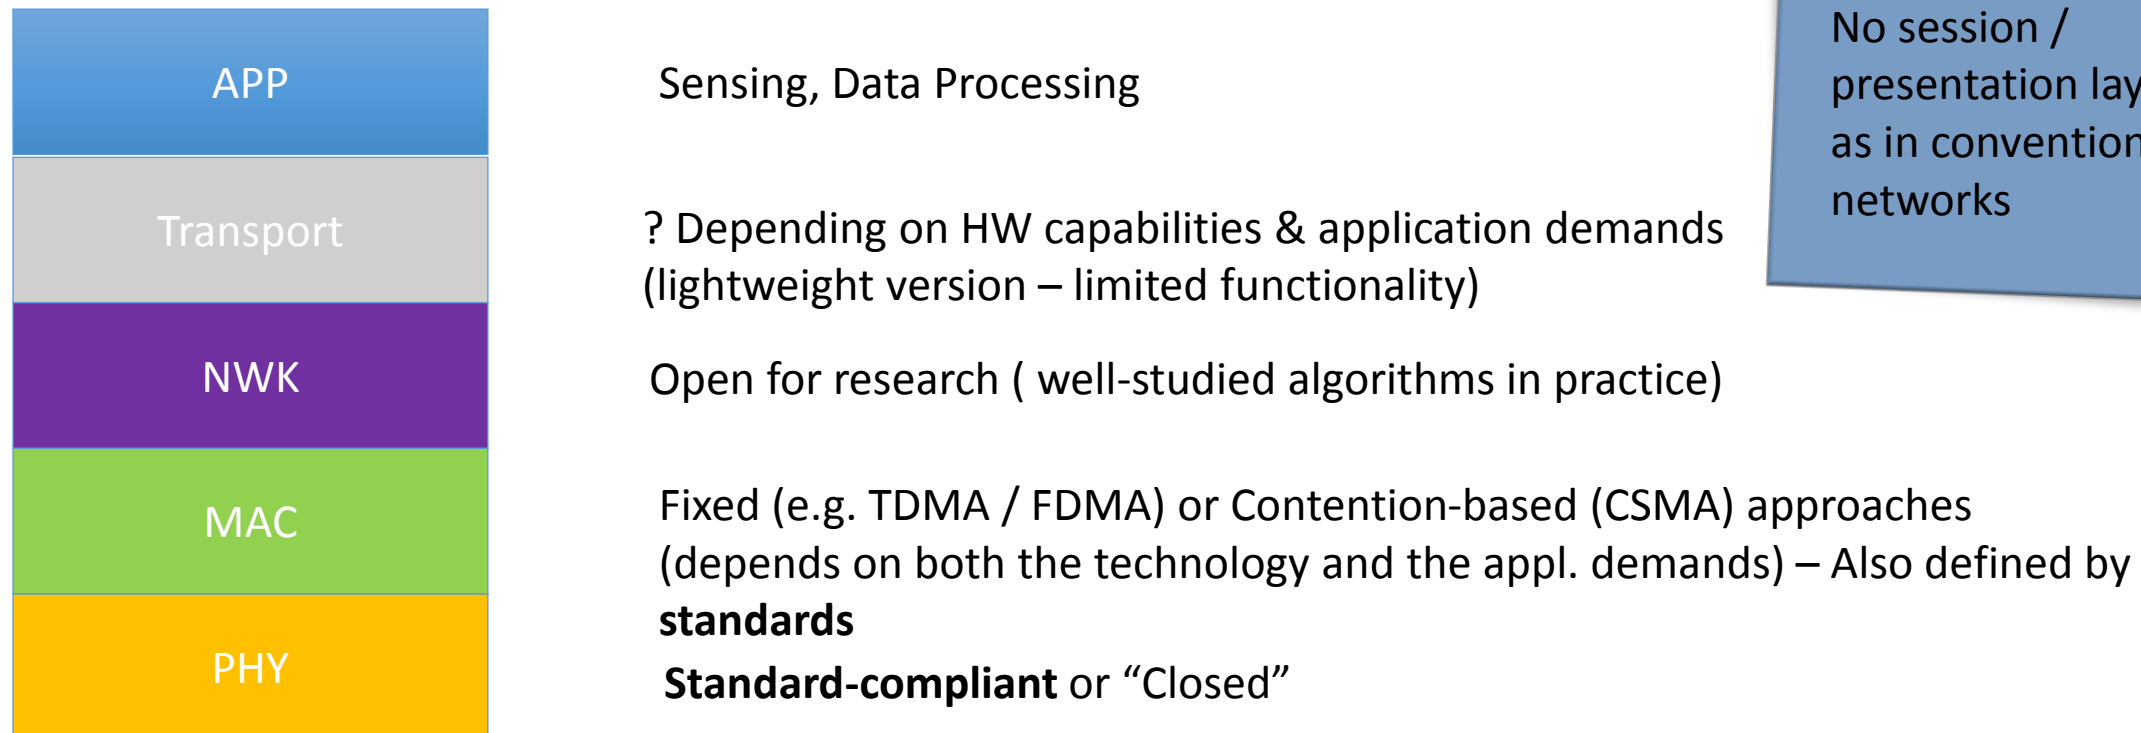 APP
Sensing, Data Processing
No session /
presentation lay
as in convention
networks
Transport
? Depending on HW capabilities & application demands
(lightweight version – limited functionality)
NWK
Open for research ( well-studied algorithms in practice)
MAC
Fixed (e.g. TDMA / FDMA) or Contention-based (CSMA) approaches
(depends on both the technology and the appl. demands) – Also defined by
standards
PHY
Standard-compliant or “Closed”